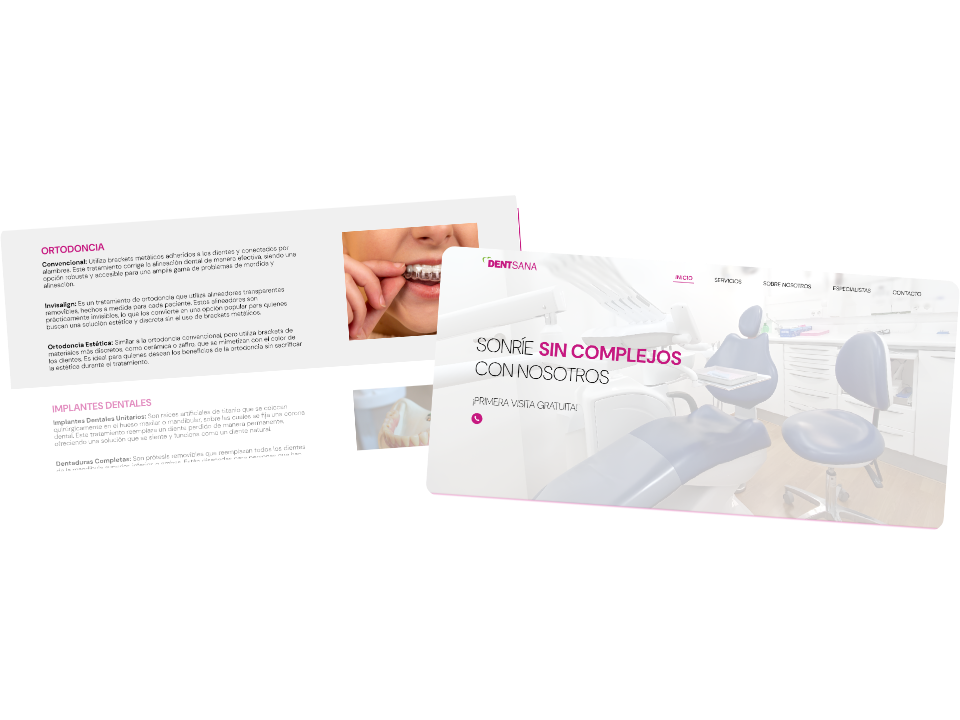 ORTODONCIA
Convencional: Utiliza brackets metálicos adheridos a los dientes y conectados por
alambres. Este tratamiento corrige la alineación dental de manera efectiva, siendo una
opción robusta y accesible para una amplia gama de problemas de mordida y
alineación.
Invisalign: Es un tratamiento de ortodoncia que utiliza alineadores transparentes
removibles, hechos a medida para cada paciente. Estos alineadores son
prácticamente invisibles, lo que los convierte en una opción popular para quienes
buscan una solución estética y discreta sin el uso de brackets metálicos.
Ortodoncia Estética: Similar a la ortodoncia convencional, pero utiliza brackets de
materiales más discretos, como cerámica o zafiro, que se mimetizan con el color de
los dientes. Es ideal para quienes desean los beneficios de la ortodoncia sin sacrificar
la estética durante el tratamiento.
IMPLANTES DENTALES
Implantes Dentales Unitarios: Son raíces artificiales de titanio que se colocan
quirúrgicamente en el hueso maxilar o mandibular, sobre las cuales se fija una corona
dental. Este tratamiento reemplaza un diente perdido de manera permanente,
ofreciendo una solución que se siente y funciona como un diente natural.
Dentaduras Completas: Son prótesis removibles que reemplazan todos los dientes
DENTSANA
INICIO
SERVICIOS
SOBRE NOSOTROS
ESPECIALISTAS
CONTACTO
SONRÍE SIN COMPLEJOS
CON NOSOTROS
¡PRIMERA VISITA GRATUITA!